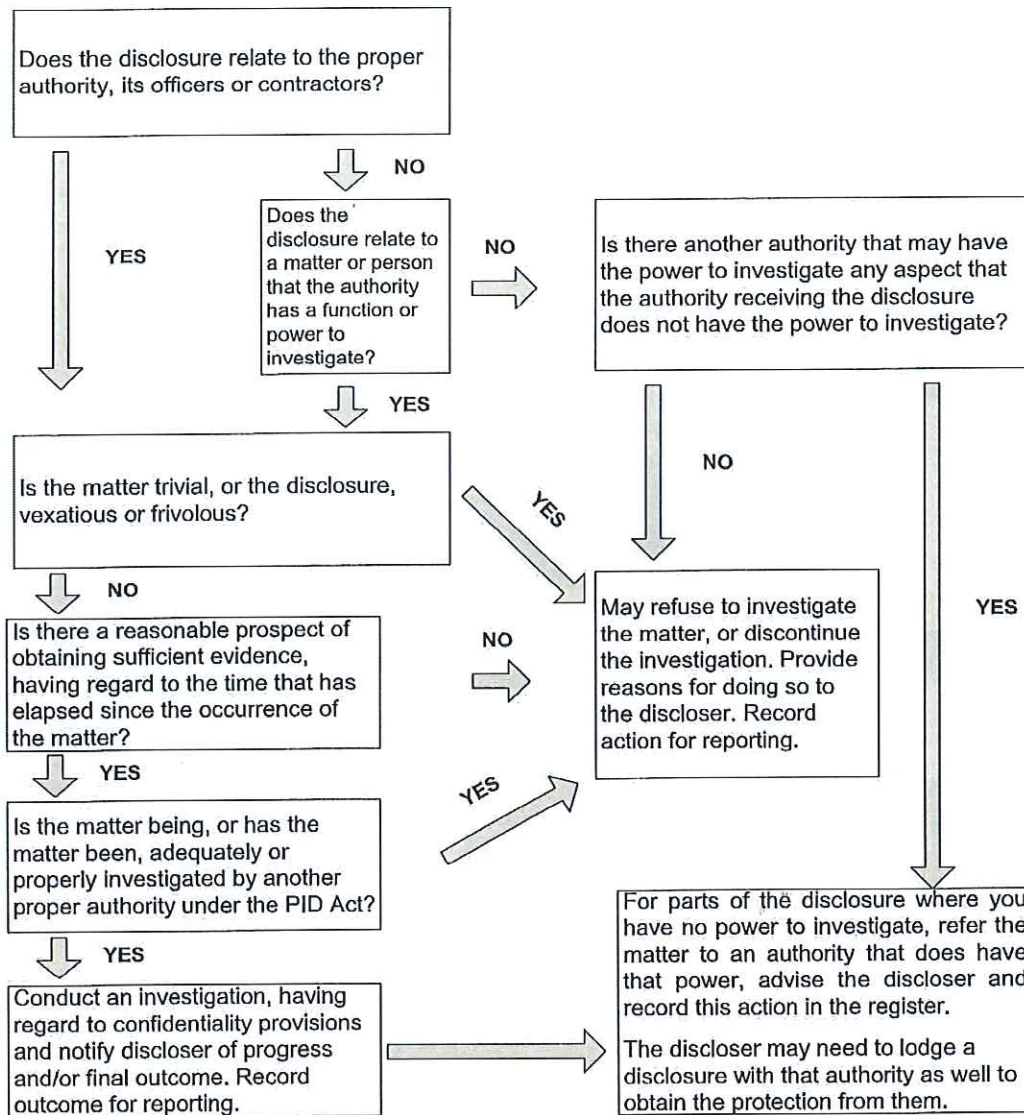 Does the disclosure relate to the proper
authority, its officers or contractors?
NO
YES
Does the
disclosure relate to
a matter or person
that the authority
has a function or
power to
investigate?
NO
Is there another authority that may have
the power to investigate any aspect that
the authority receiving the disclosure
does not have the power to investigate?
YES
NO
YES
Is the matter trivial, or the disclosure,
vexatious or frivolous?
YES
NO
Is there a reasonable prospect of
obtaining sufficient evidence,
having regard to the time that has
elapsed since the occurrence of
the matter?
NO
May refuse to investigate
the matter, or discontinue
the investigation. Provide
reasons for doing so to
the discloser. Record
action for reporting.
YES
Is the matter being, or has the
matter been, adequately or
properly investigated by another
proper authority under the PID Act?
YES
YES
Conduct an investigation, having
regard to confidentiality provisions
and notify discloser of progress
and/or final outcome. Record
outcome for reporting.
For parts of the disclosure where you
have no power to investigate, refer the
matter to an authority that does have
that power, advise the discloser and
record this action in the register.
The discloser may need to lodge a
disclosure with that authority as well to
obtain the protection from them.